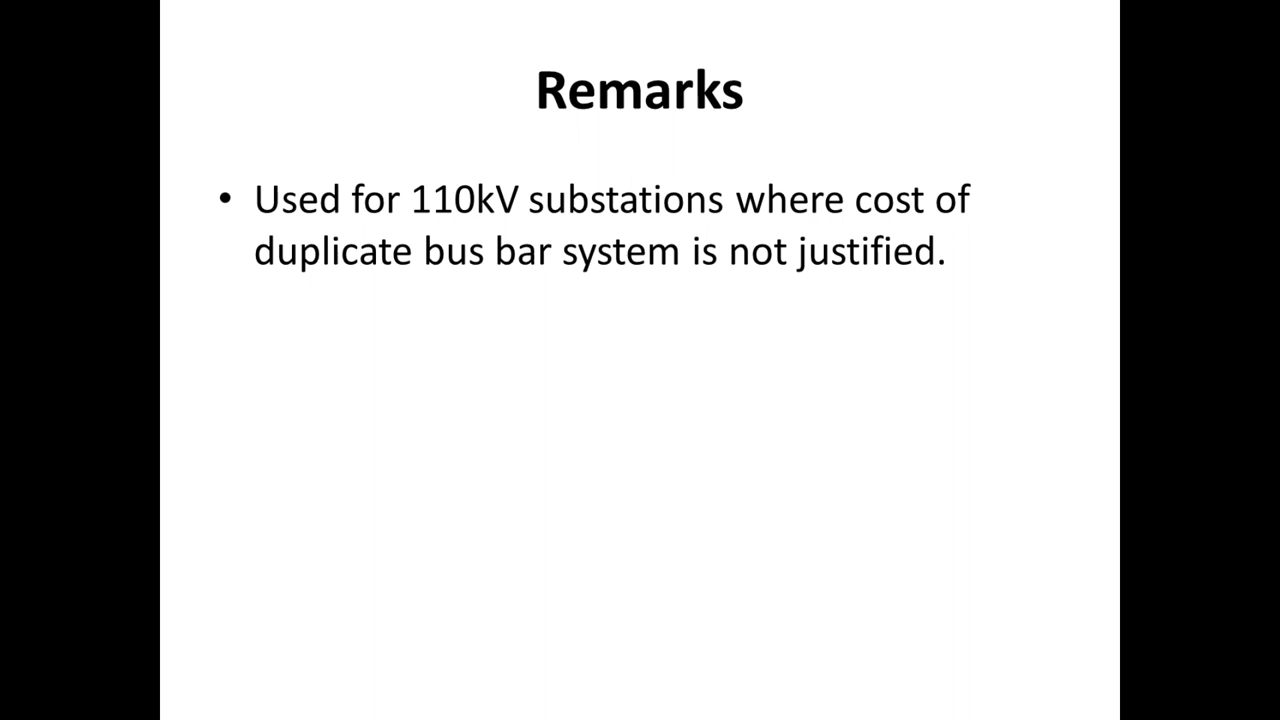 Remarks
• Used for 110kV substations where cost of
duplicate bus bar system is not justified.